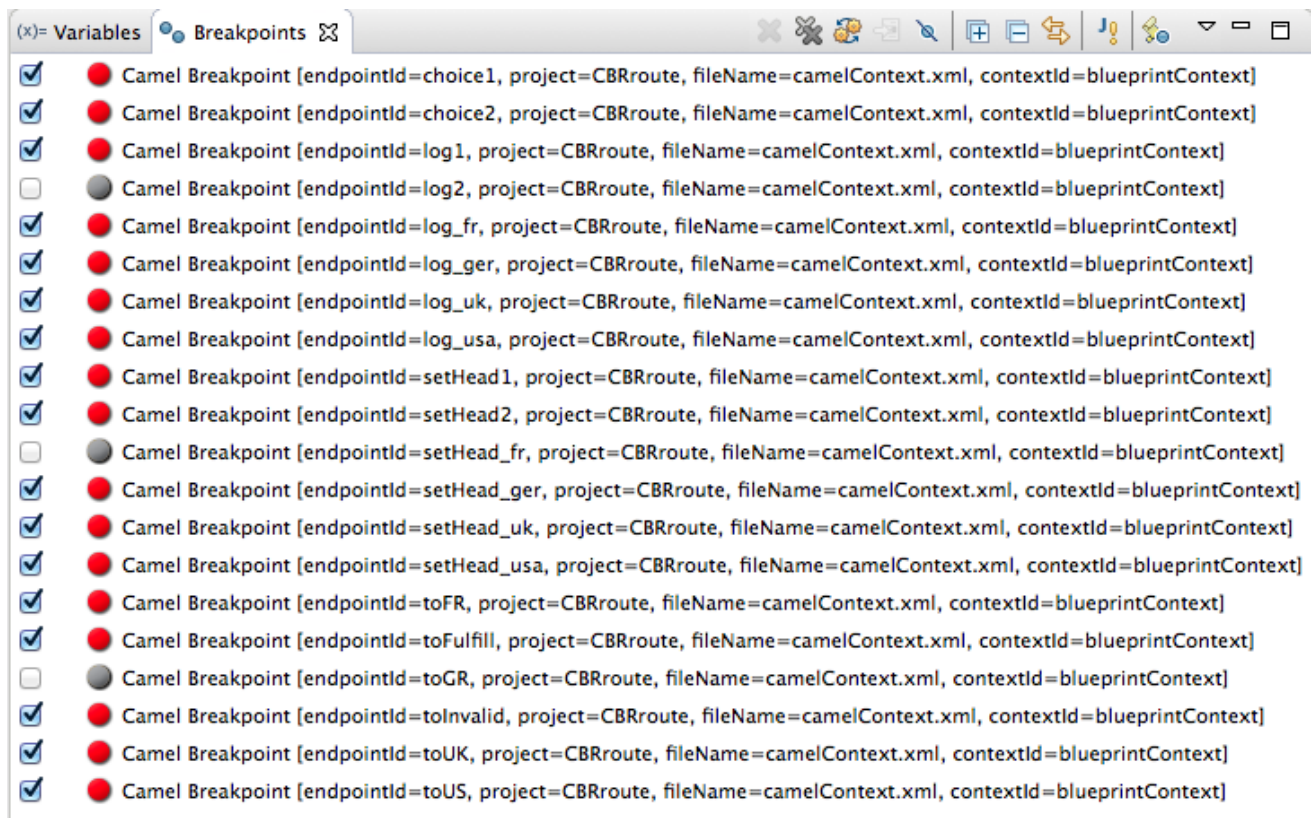 (x)= Variables Breakpoints
Camel Breakpoint [endpointId=choice1, project=CBRroute, fileName=camelContext.xml, contextId=blueprintContext]
Camel Breakpoint [endpointId=choice2, project=CBRroute, fileName=camelContext.xml, contextId=blueprintContext]
Camel Breakpoint [endpointId=log1, project=CBRroute, fileName=camelContext.xml, contextId=blueprintContext]
Camel Breakpoint [endpointId=log2, project=CBRroute, fileName=camelContext.xml, contextId=blueprintContext]
Camel Breakpoint [endpointId=log_fr, project=CBRroute, fileName=camelContext.xml, contextId=blueprintContext]
Camel Breakpoint [endpointId=log_ger, project=CBRroute, fileName=camelContext.xml, contextId=blueprintContext]
Camel Breakpoint [endpointId=log_uk, project=CBRroute, fileName=camelContext.xml, contextId=blueprintContext]
Camel Breakpoint [endpointId=log_usa, project=CBRroute, fileName=camelContext.xml, contextId=blueprintContext]
Camel Breakpoint [endpointId=setHead1, project=CBRroute, fileName=camelContext.xml, contextId=blueprintContext]
Camel Breakpoint [endpointId=setHead2, project=CBRroute, fileName=camelContext.xml, contextId=blueprintContext]
Camel Breakpoint [endpointId=setHead_fr, project=CBRroute, fileName=camelContext.xml, contextId=blueprintContext]
Camel Breakpoint [endpointId=setHead_ger, project=CBRroute, fileName=camelContext.xml, contextId=blueprintContext]
Camel Breakpoint [endpointId=setHead_uk, project=CBRroute, fileName=camelContext.xml, contextId=blueprintContext]
Camel Breakpoint [endpointId=setHead_usa, project=CBRroute, fileName=camelContext.xml, contextId=blueprintContext]
Camel Breakpoint [endpointId=toFR, project=CBRroute, fileName=camelContext.xml, contextId=blueprintContext]
Camel Breakpoint [endpointId=toFulfill, project=CBRroute, fileName=camelContext.xml, contextId=blueprintContext]
Camel Breakpoint [endpointId=toGR, project=CBRroute, fileName=camelContext.xml, contextId=blueprintContext]
Camel Breakpoint [endpointId=toInvalid, project=CBRroute, fileName=camelContext.xml, contextId=blueprintContext]
Camel Breakpoint [endpointId=toUK, project=CBRroute, fileName=camelContext.xml, contextId=blueprintContext]
Camel Breakpoint [endpointId=toUS, project=CBRroute, fileName=camelContext.xml, contextId=blueprintContext]